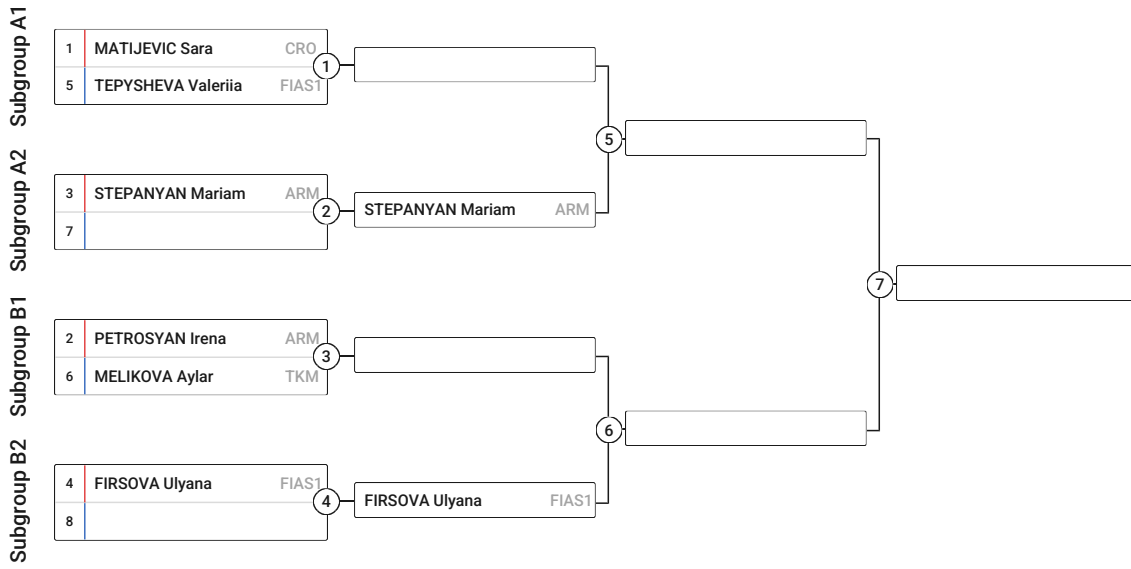 Subgroup A1
1 MATIJEVIC Sara CRO
5 TEPYSHEVA Valeriia FIAS1
1
Subgroup A2
3 STEPANYAN Mariam ARM
7
2
STEPANYAN Mariam ARM
5
Subgroup B1
2 PETROSYAN Irena ARM
6 MELIKOVA Aylar TKM
3
Subgroup B2
4 FIRSOVA Ulyana FIAS1
8
4
FIRSOVA Ulyana FIAS1
6
7